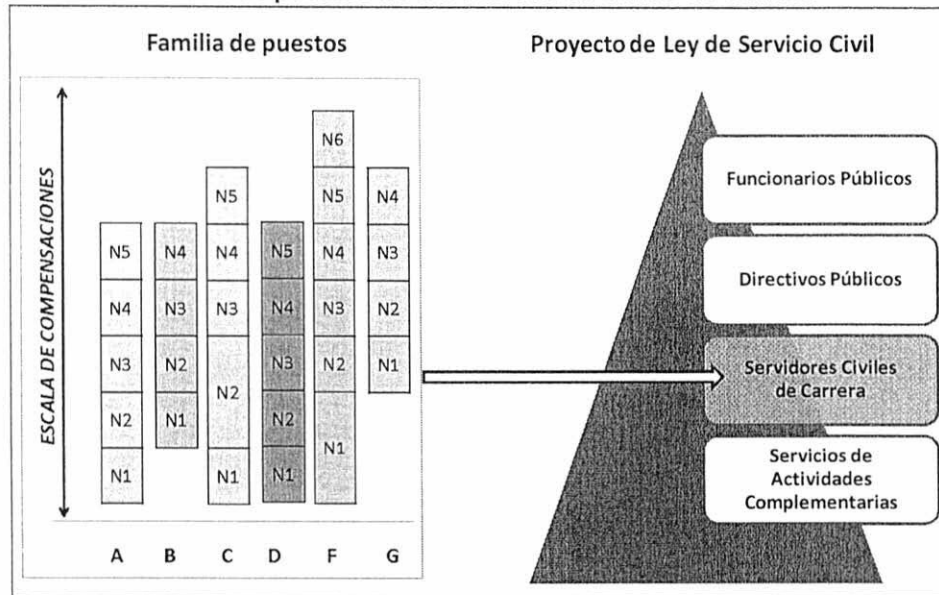 Familia de puestos
ESCALA DE COMPENSACIONES
N5
N4
N3
N2
N1
A
N4
N3
N2
N1
B
N5
N4
N3
N2
N1
C
N5
N4
N3
N2
N1
D
N6
N5
N4
N3
N2
N1
F
N4
N3
N2
N1
G
Proyecto de Ley de Servicio Civil
Funcionarios Públicos
Directivos Públicos
Servidores Civiles
de Carrera
Servicios de
Actividades
Complementarias